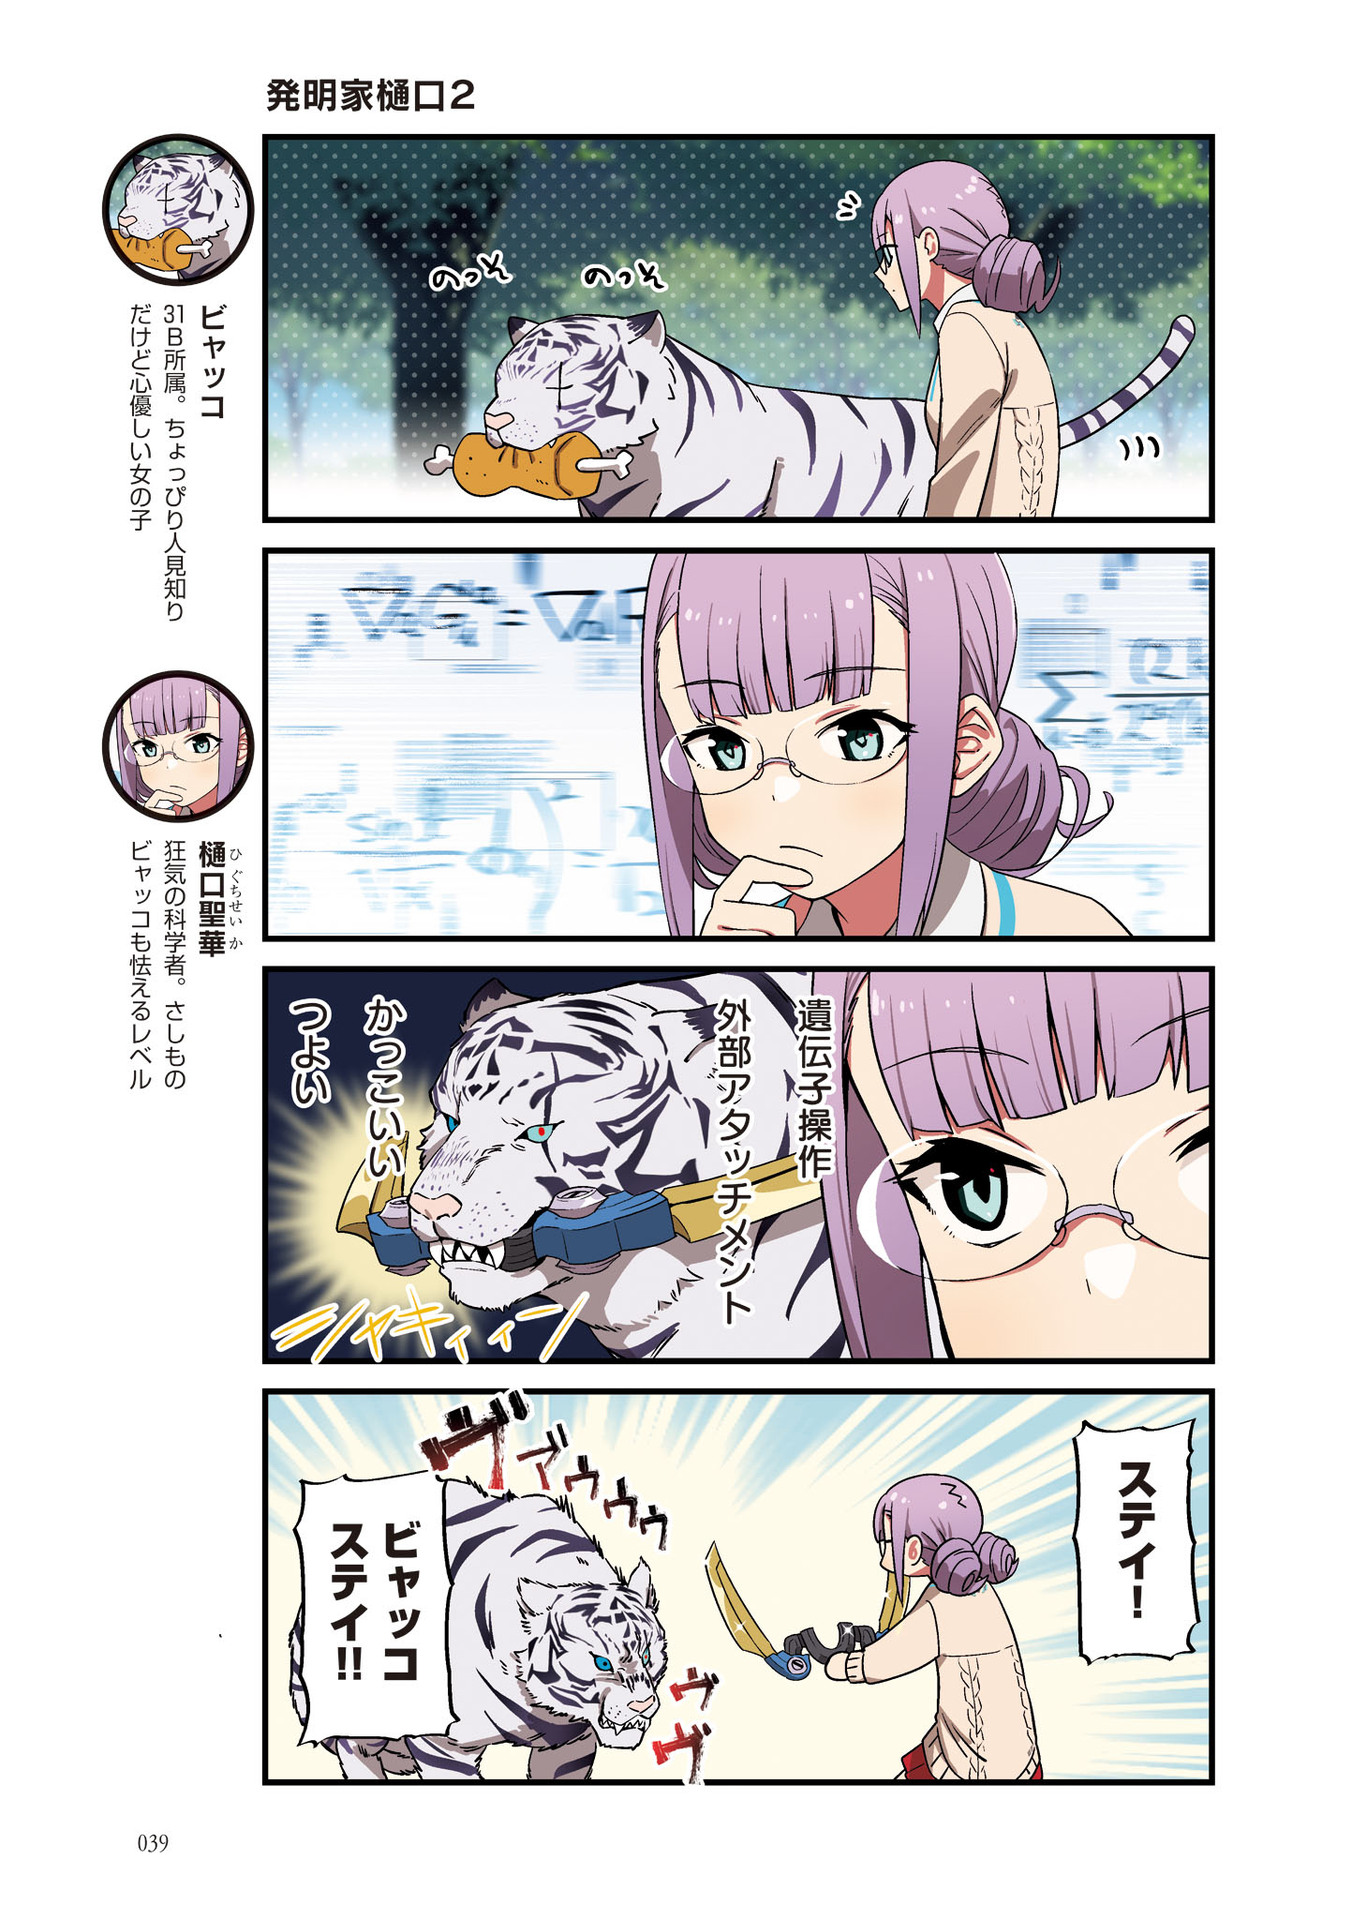 発明家樋口2
のっそ
のっそ
遺伝子操作
外部アタッチメント
かっこいい
つよい
シャキィィーン
ステイ!
ヴァアウゥゥゥ
ビャッコ
ステイ!!
ヴヴ
ビャッコ
31B所属。ちょっぴり人見知り
だけど心優しい女の子
樋口聖華
ひぐちせいか
狂気の科学者。さしもの
ビャッコも怯えるレベル
039